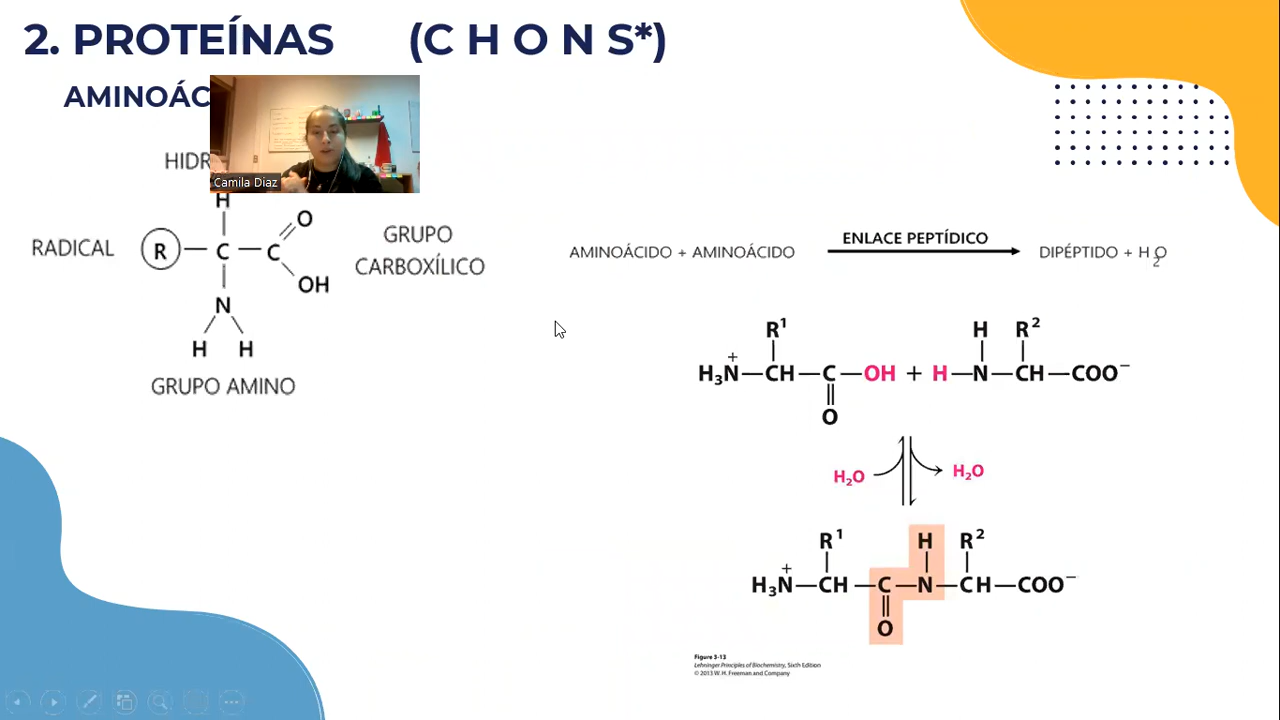 2. PROTEÍNAS (C H O N S*)
AMINOÁC
HIDR
Camila Diaz
H
O
RADICAL R C C
GRUPO
CARBOXÍLICO
OH
N
H H
GRUPO AMINO
AMINOÁCIDO + AMINOÁCIDO ENLACE PEPTÍDICO DIPÉPTIDO + H₂O
R¹ H R²
H₃N⁺—CH—C—OH + H—N—CH—COO⁻
O
H₂O H₂O
R¹ H R²
H₃N⁺—CH—C—N—CH—COO⁻
O
Figure 3-13
Lehninger Principles of Biochemistry, Sixth Edition
© 2013 W. H. Freeman and Company